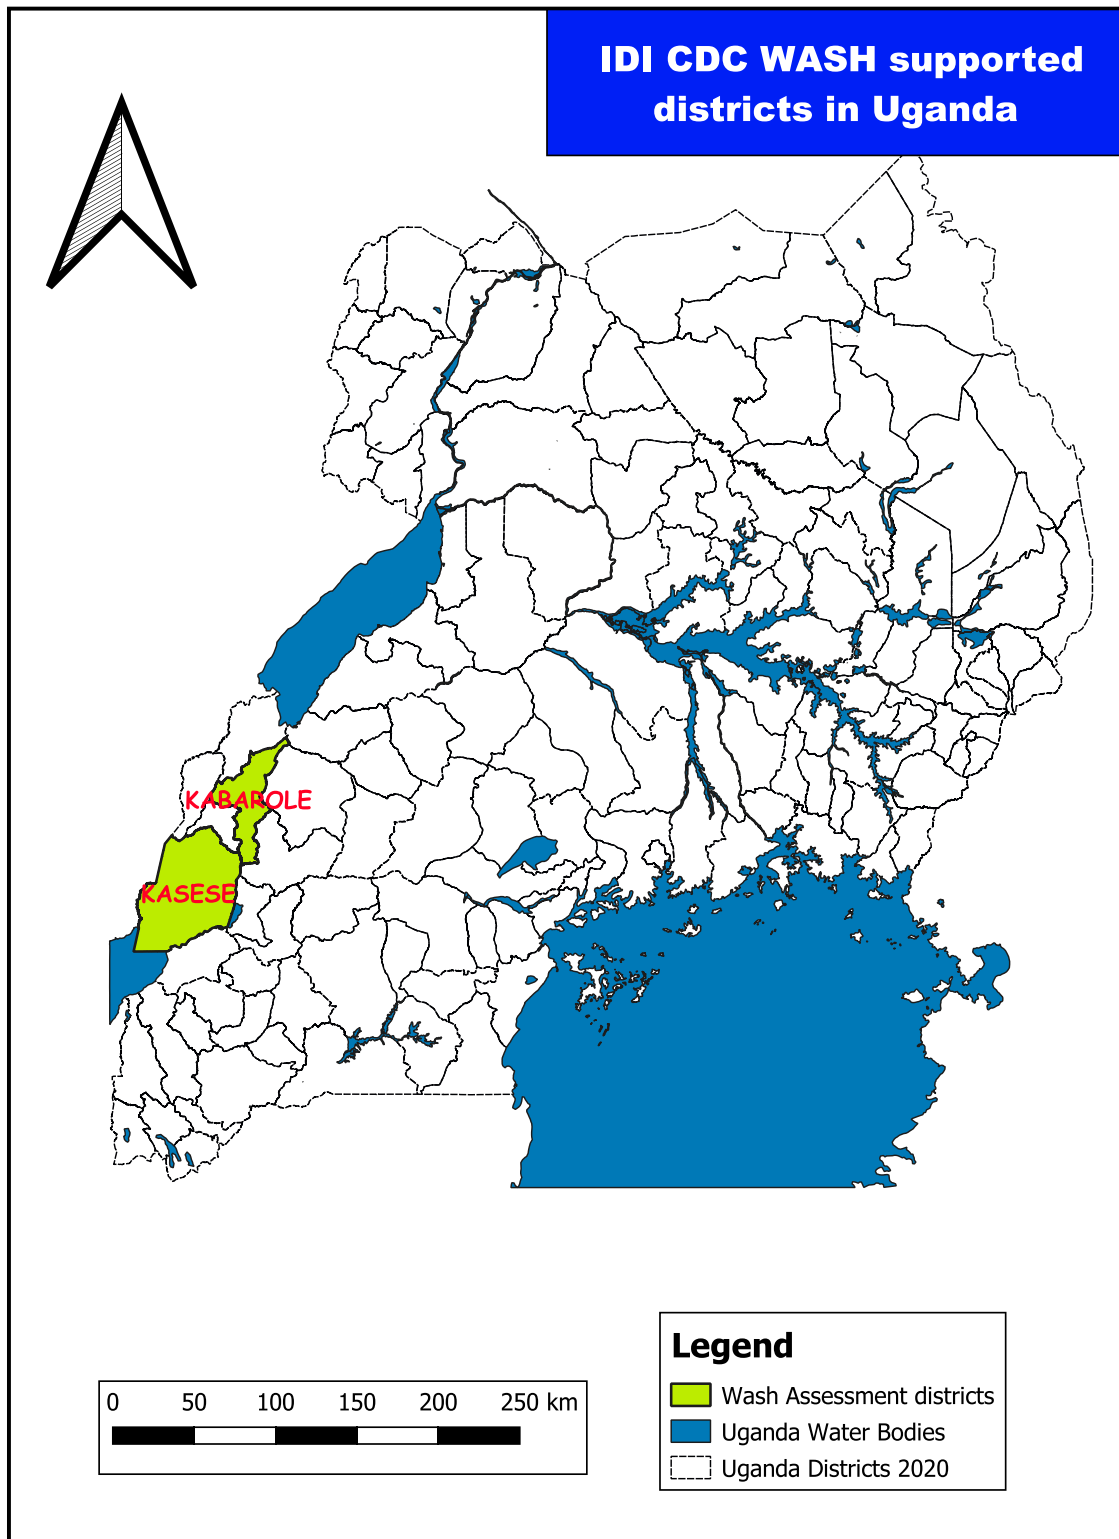 IDI CDC WASH supported
districts in Uganda
KABAROLE
KASESE
Legend
Wash Assessment districts
Uganda Water Bodies
Uganda Districts 2020
0 50 100 150 200 250 km